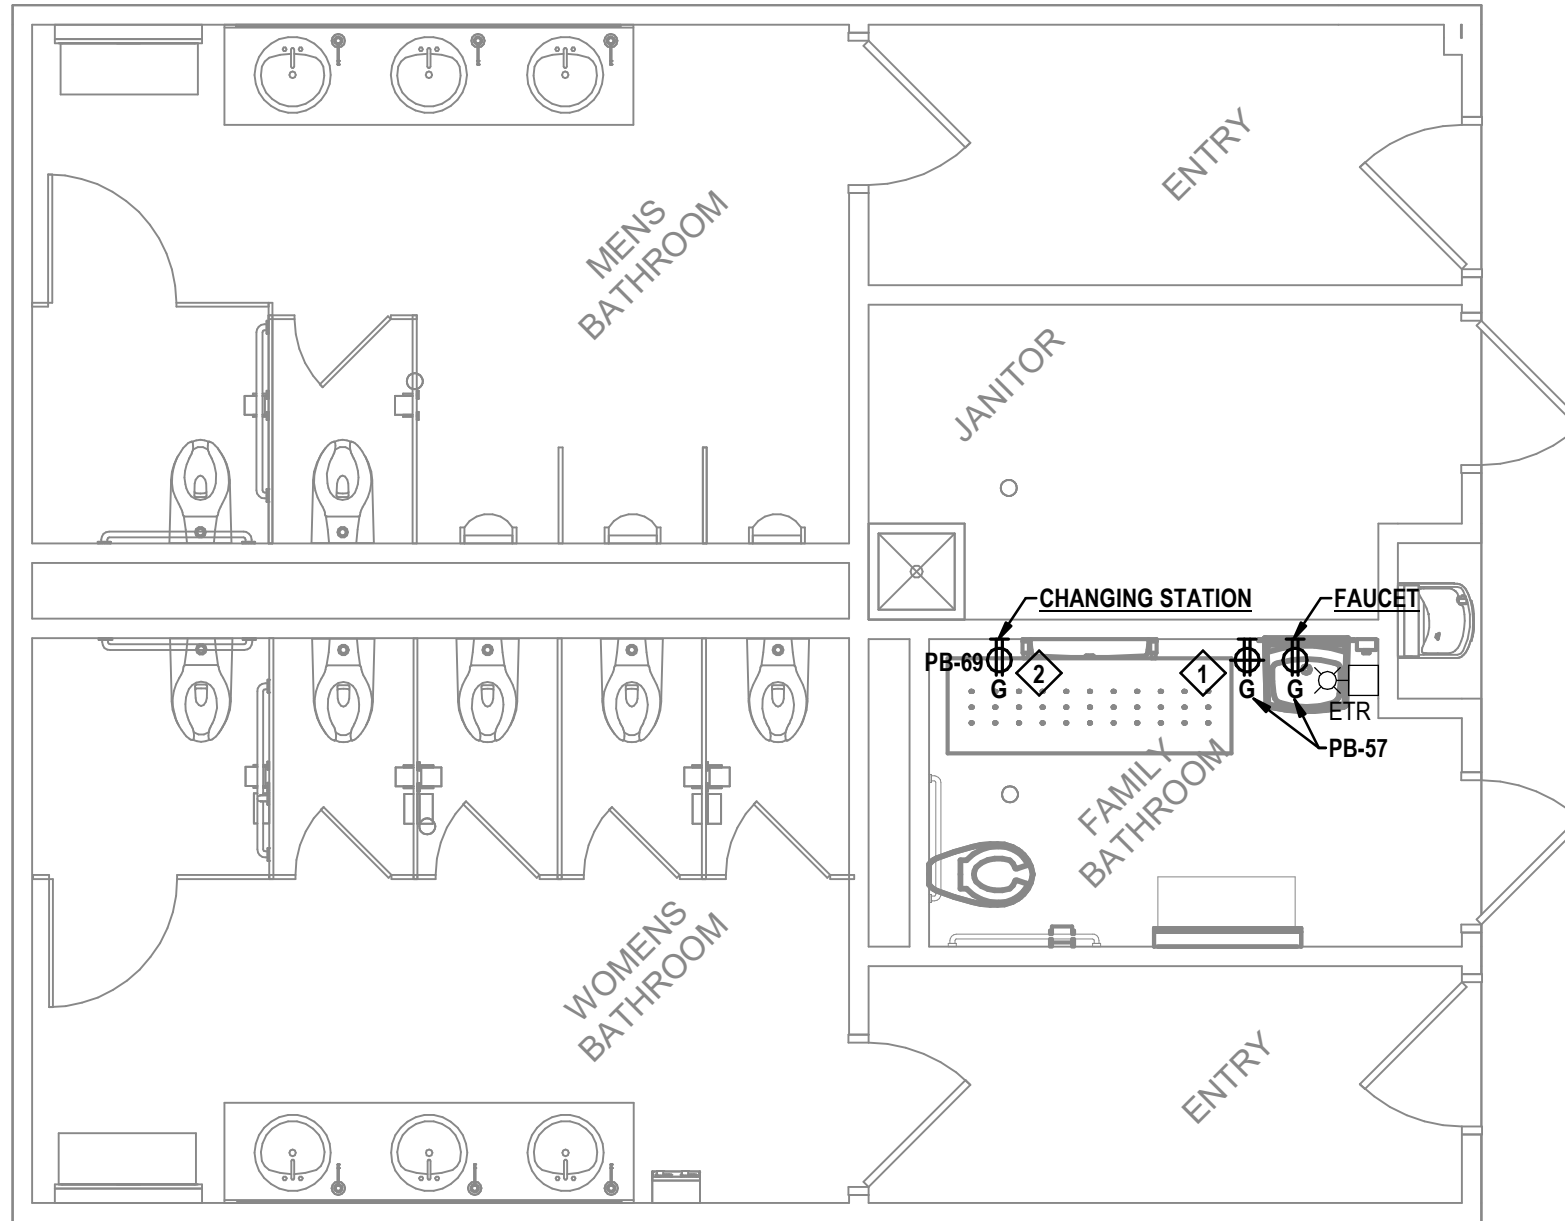 ENTRY
MENS
BATHROOM
JANITOR
CHANGING STATION
FAUCET
PB-69
2
1
G
G
G
ETR
PB-57
FAMILY
BATHROOM
WOMENS
BATHROOM
ENTRY